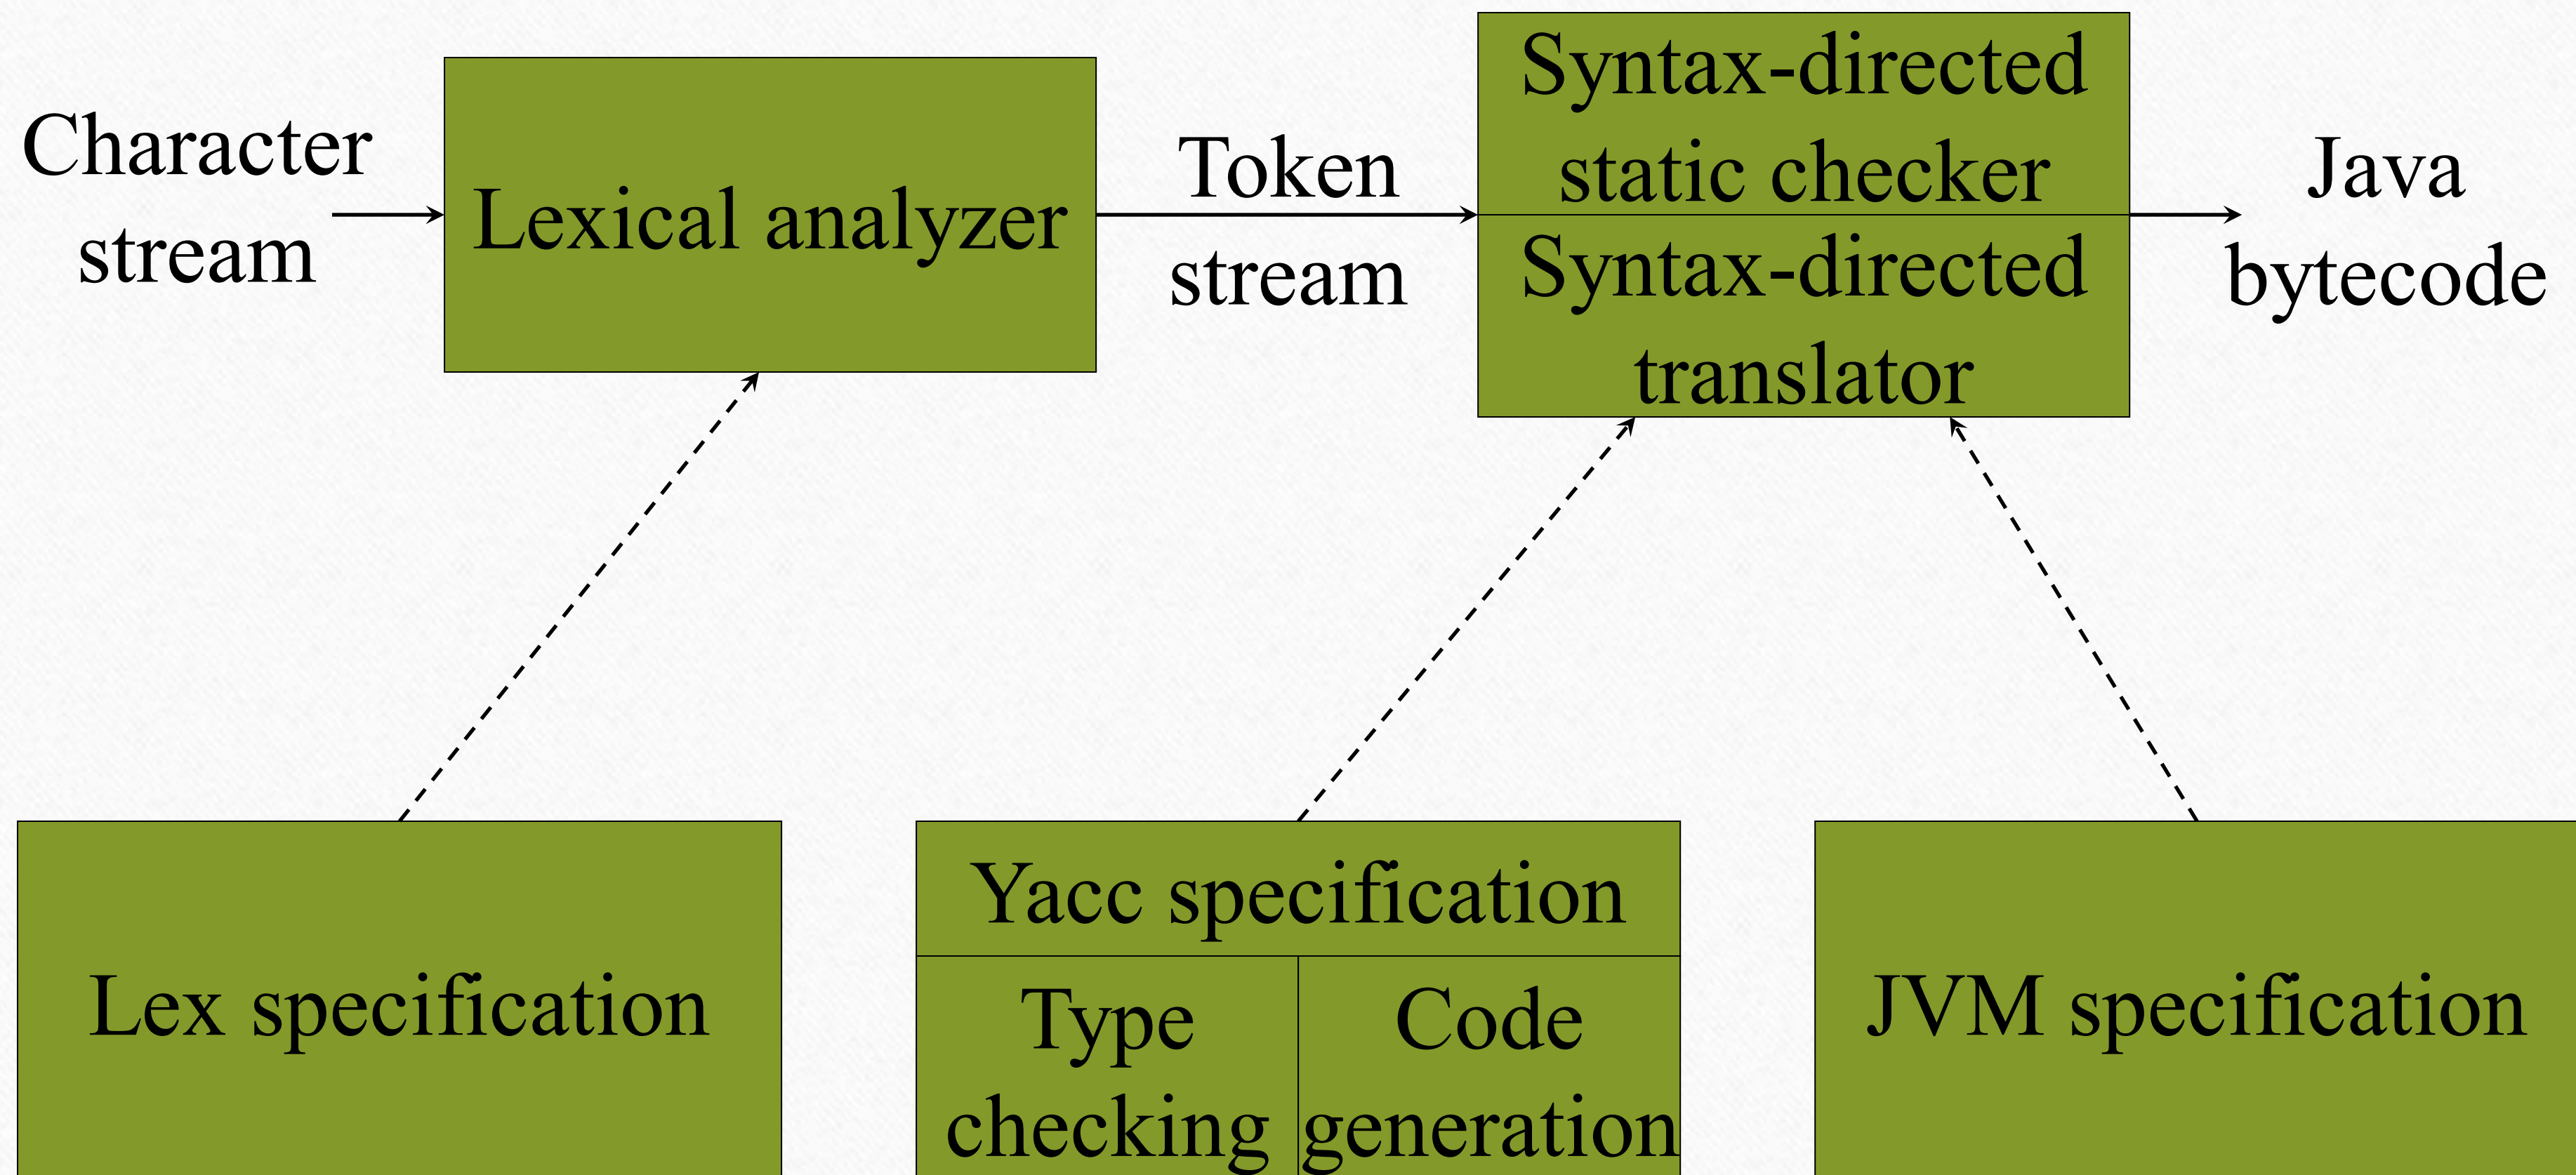 Character
stream
Lexical analyzer
Token
stream
Syntax-directed
static checker
Syntax-directed
translator
Java
bytecode
Lex specification
Yacc specification
Type
checking
Code
generation
JVM specification